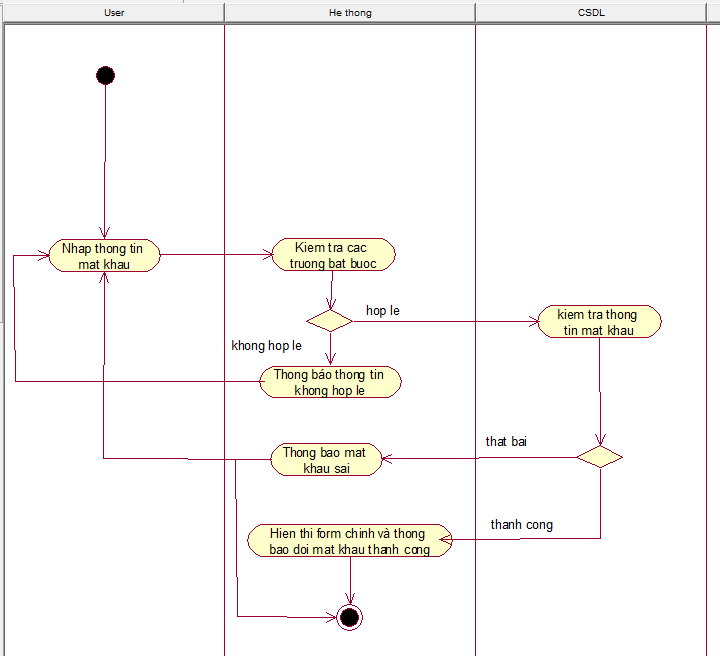 User
He thong
CSDL
Nhap thong tin
mat khau
Kiem tra cac
truong bat buoc
hop le
kiem tra thong
tin mat khau
khong hop le
Thong báo thong tin
khong hop le
that bai
Thong bao mat
khau sai
thanh cong
Hien thi form chinh và thong
bao doi mat khau thanh cong